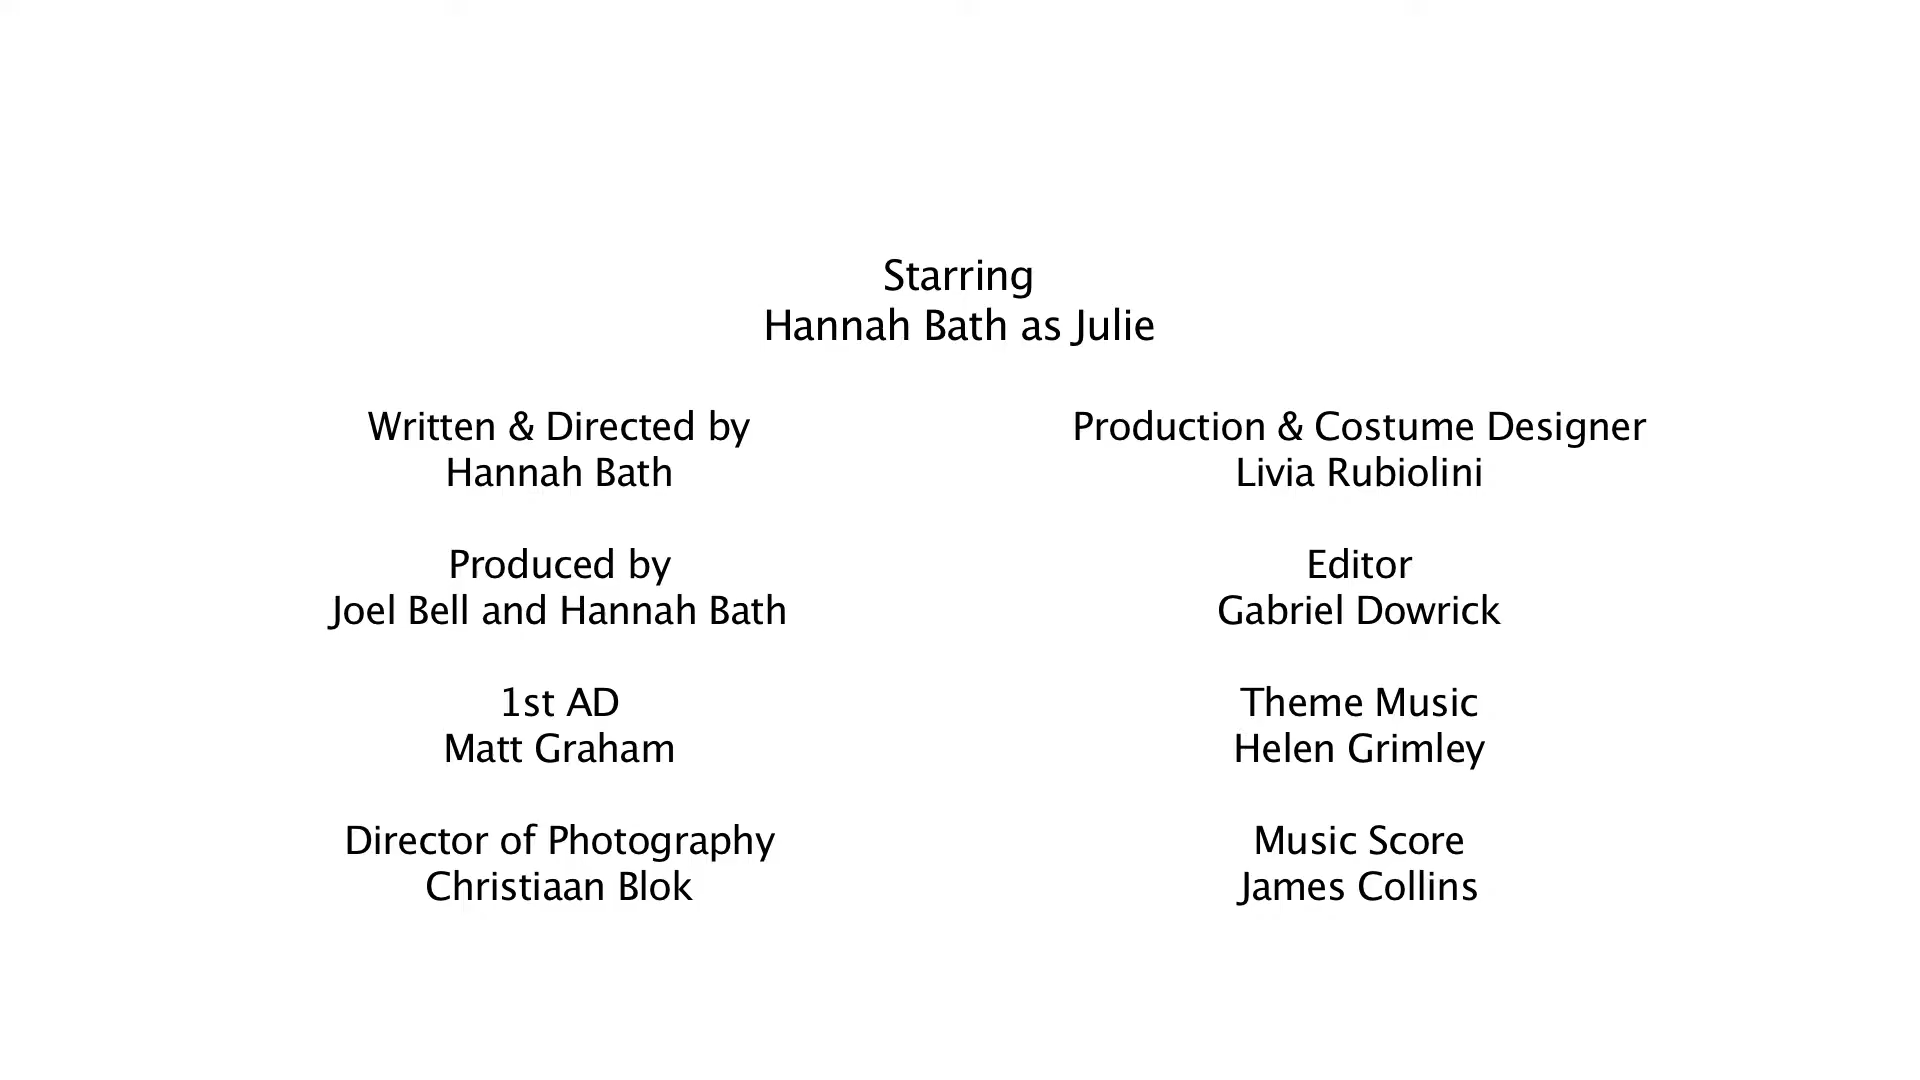 Starring
Hannah Bath as Julie
Written & Directed by
Hannah Bath
Produced by
Joel Bell and Hannah Bath
1st AD
Matt Graham
Director of Photography
Christiaan Blok
Production & Costume Designer
Livia Rubiolini
Editor
Gabriel Dowrick
Theme Music
Helen Grimley
Music Score
James Collins